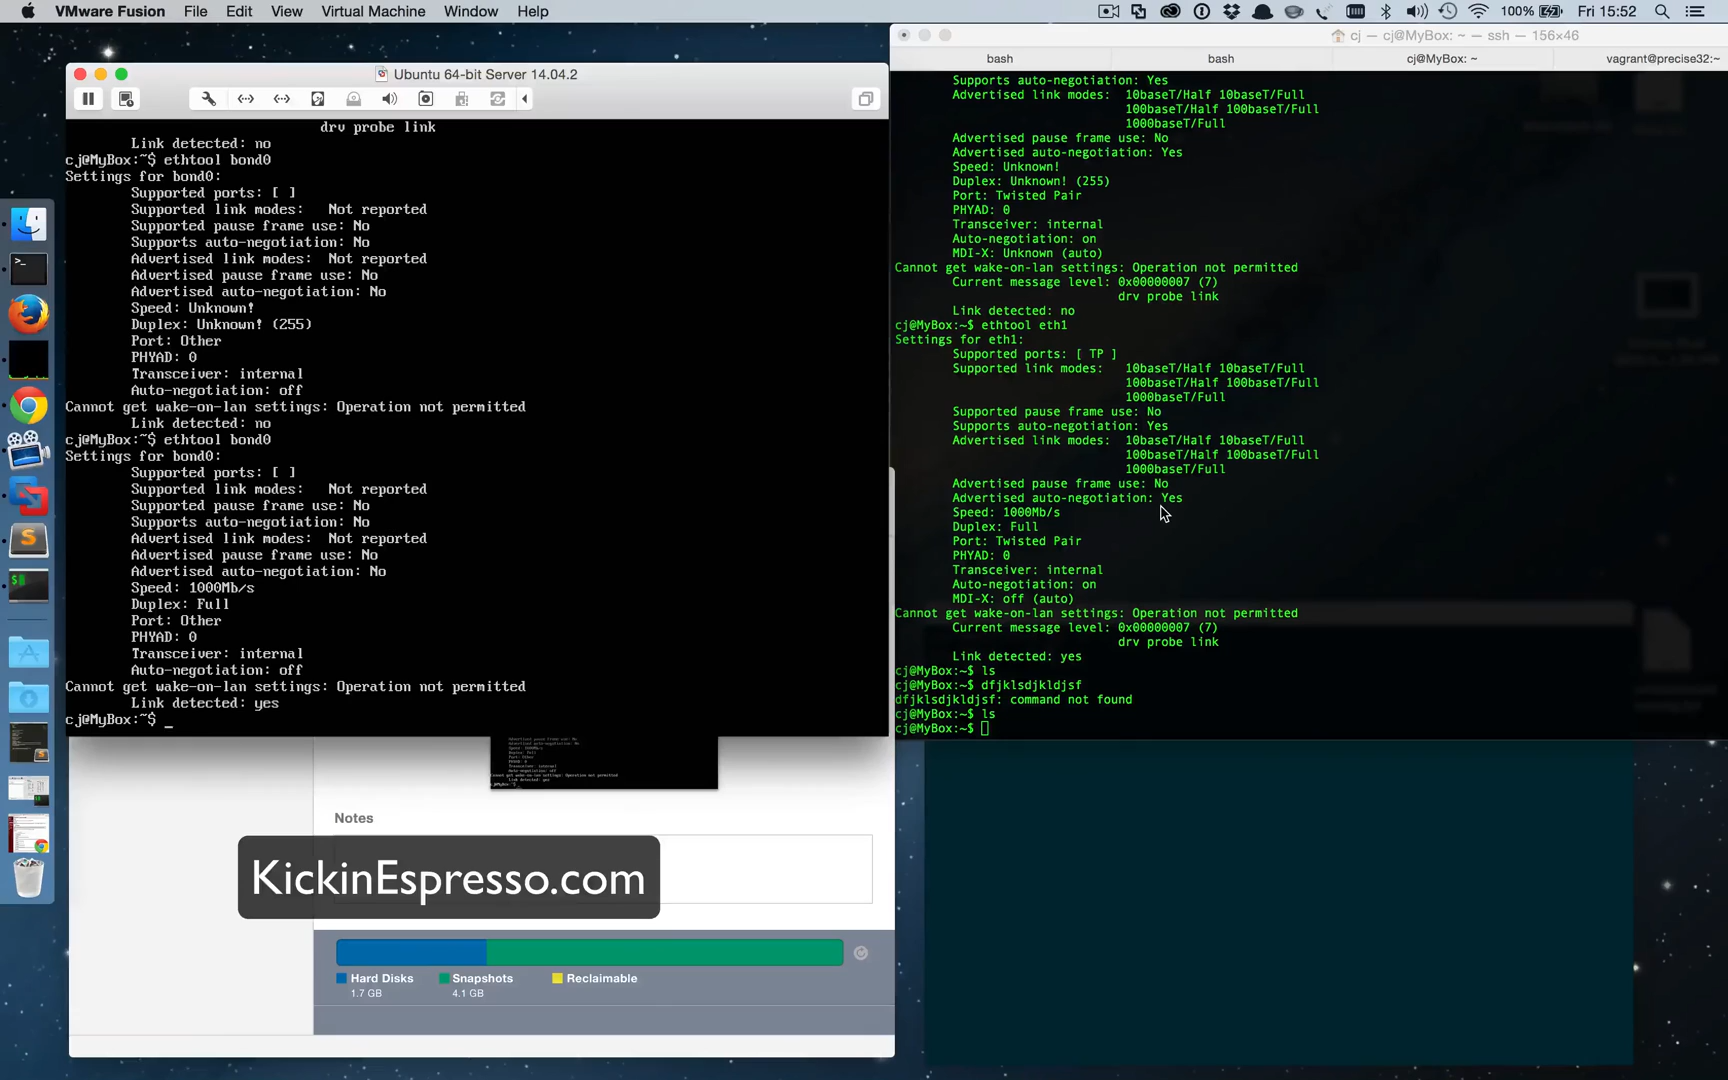 VMware Fusion File Edit View Virtual Machine Window Help
100% Fri 15:52
Ubuntu 64-bit Server 14.04.2
drv probe link
Link detected: no
cj@MyBox:~$ ethtool bond0
Settings for bond0:
Supported ports: [ ]
Supported link modes: Not reported
Supported pause frame use: No
Supports auto-negotiation: No
Advertised link modes: Not reported
Advertised pause frame use: No
Advertised auto-negotiation: No
Speed: Unknown!
Duplex: Unknown! (255)
Port: Other
PHYAD: 0
Transceiver: internal
Auto-negotiation: off
Cannot get wake-on-lan settings: Operation not permitted
Link detected: no
cj@MyBox:~$ ethtool bond0
Settings for bond0:
Supported ports: [ ]
Supported link modes: Not reported
Supported pause frame use: No
Supports auto-negotiation: No
Advertised link modes: Not reported
Advertised pause frame use: No
Advertised auto-negotiation: No
Speed: 1000Mb/s
Duplex: Full
Port: Other
PHYAD: 0
Transceiver: internal
Auto-negotiation: off
Cannot get wake-on-lan settings: Operation not permitted
Link detected: yes
cj@MyBox:~$ _
cj — cj@MyBox: ~ — ssh — 156×46
bash bash cj@MyBox: ~ vagrant@precise32:~
Supports auto-negotiation: Yes
Advertised link modes: 10baseT/Half 10baseT/Full
100baseT/Half 100baseT/Full
1000baseT/Full
Advertised pause frame use: No
Advertised auto-negotiation: Yes
Speed: Unknown!
Duplex: Unknown! (255)
Port: Twisted Pair
PHYAD: 0
Transceiver: internal
Auto-negotiation: on
MDI-X: Unknown (auto)
Cannot get wake-on-lan settings: Operation not permitted
Current message level: 0x00000007 (7)
drv probe link
Link detected: no
cj@MyBox:~$ ethtool eth1
Settings for eth1:
Supported ports: [ TP ]
Supported link modes: 10baseT/Half 10baseT/Full
100baseT/Half 100baseT/Full
1000baseT/Full
Supported pause frame use: No
Supports auto-negotiation: Yes
Advertised link modes: 10baseT/Half 10baseT/Full
100baseT/Half 100baseT/Full
1000baseT/Full
Advertised pause frame use: No
Advertised auto-negotiation: Yes
Speed: 1000Mb/s
Duplex: Full
Port: Twisted Pair
PHYAD: 0
Transceiver: internal
Auto-negotiation: on
MDI-X: off (auto)
Cannot get wake-on-lan settings: Operation not permitted
Current message level: 0x00000007 (7)
drv probe link
Link detected: yes
cj@MyBox:~$ ls
cj@MyBox:~$ dfjklsdjkldjsf
dfjklsdjkldjsf: command not found
cj@MyBox:~$ ls
cj@MyBox:~$
Notes
KickinEspresso.com
Hard Disks Snapshots Reclaimable
1.7 GB 4.1 GB